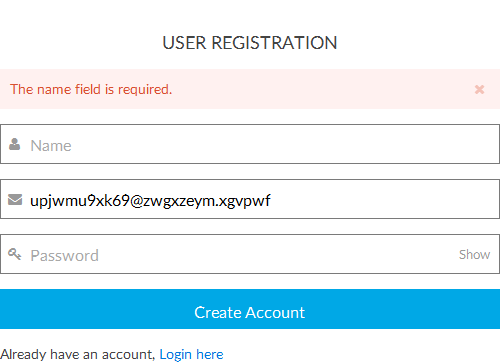 USER REGISTRATION
The name field is required.
Name
upjwmu9xk69@zwgxzeym.xgvpwf
Password Show
Create Account
Already have an account, Login here